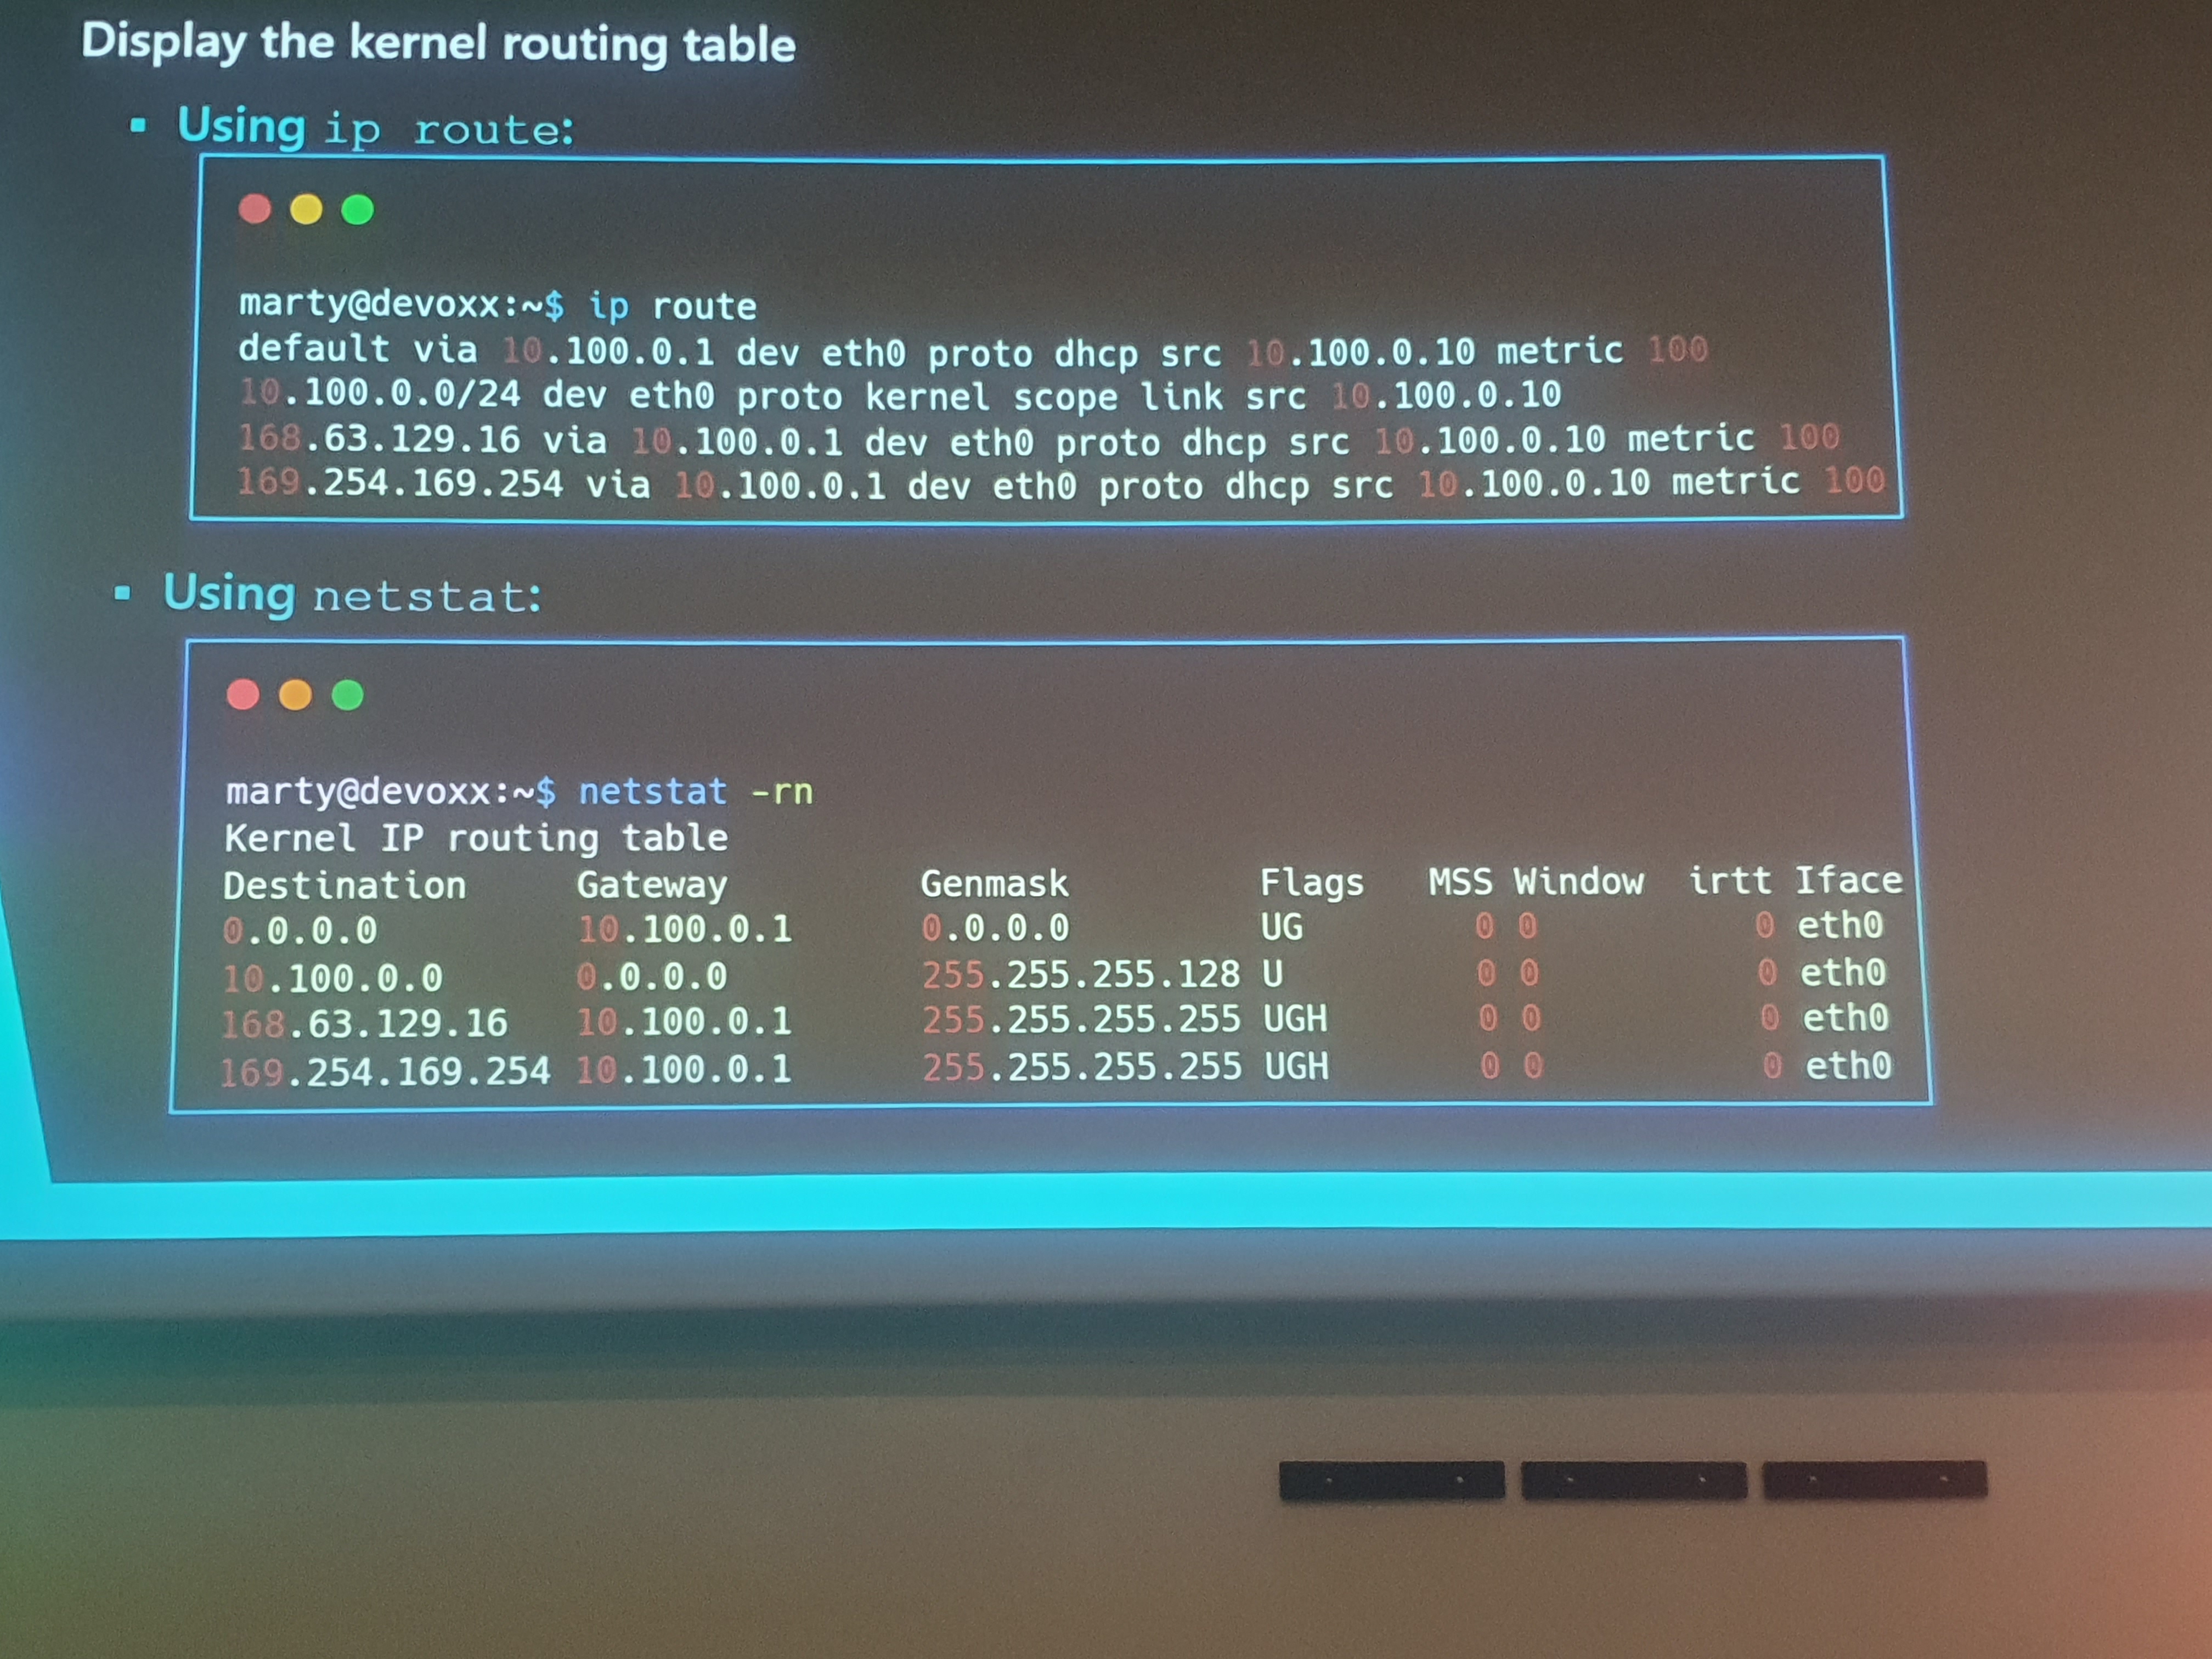 Display the kernel routing table
▪ Using ip route:
marty@devoxx:~$ ip route
default via 10.100.0.1 dev eth0 proto dhcp src 10.100.0.10 metric 100
10.100.0.0/24 dev eth0 proto kernel scope link src 10.100.0.10
168.63.129.16 via 10.100.0.1 dev eth0 proto dhcp src 10.100.0.10 metric 100
169.254.169.254 via 10.100.0.1 dev eth0 proto dhcp src 10.100.0.10 metric 100
▪ Using netstat:
marty@devoxx:~$ netstat -rn
Kernel IP routing table
Destination Gateway Genmask Flags MSS Window irtt Iface
0.0.0.0 10.100.0.1 0.0.0.0 UG 0 0 0 eth0
10.100.0.0 0.0.0.0 255.255.255.128 U 0 0 0 eth0
168.63.129.16 10.100.0.1 255.255.255.255 UGH 0 0 0 eth0
169.254.169.254 10.100.0.1 255.255.255.255 UGH 0 0 0 eth0